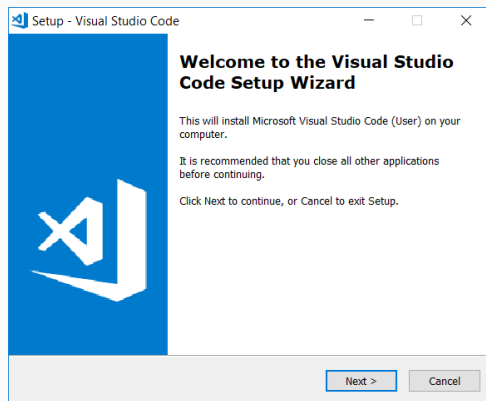 Setup - Visual Studio Code
Welcome to the Visual Studio
Code Setup Wizard
This will install Microsoft Visual Studio Code (User) on your
computer.
It is recommended that you close all other applications
before continuing.
Click Next to continue, or Cancel to exit Setup.
Next >
Cancel